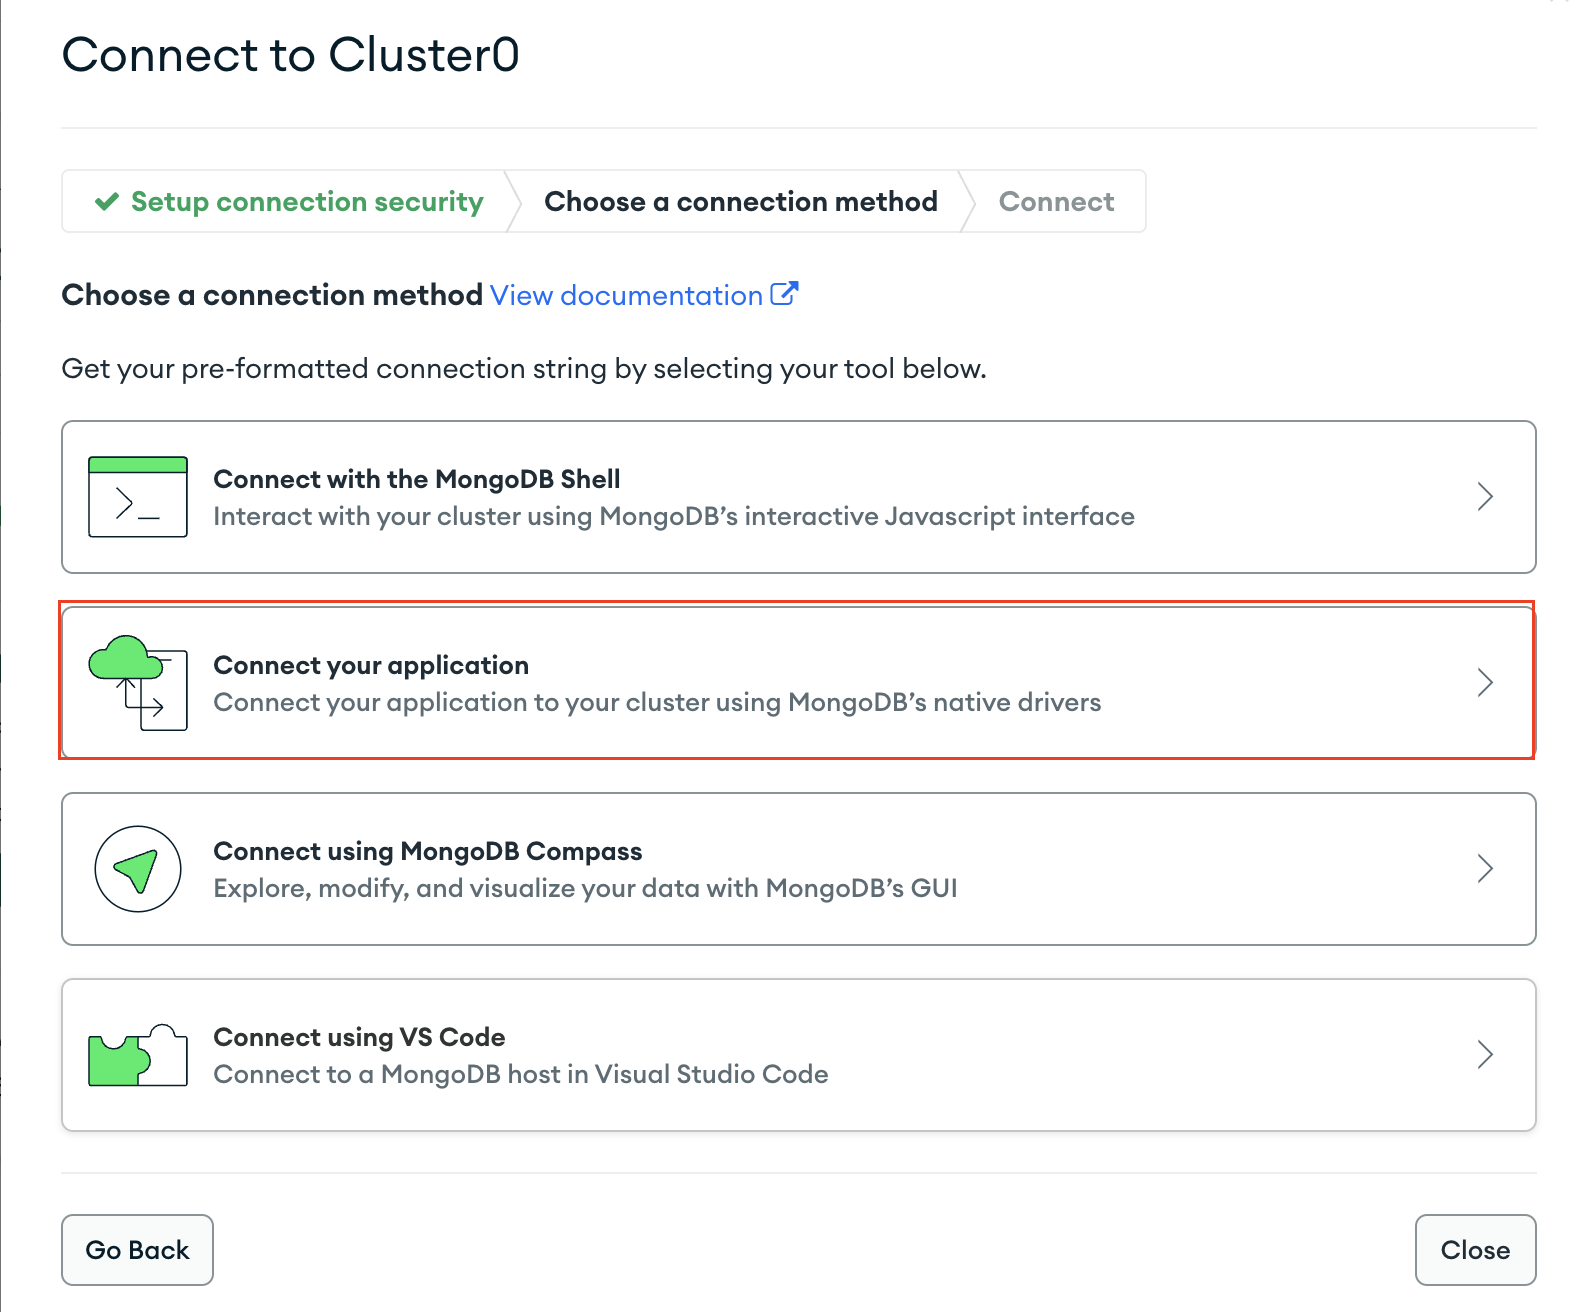 Connect to Cluster0
Setup connection security
Choose a connection method
Connect
Choose a connection method View documentation
Get your pre-formatted connection string by selecting your tool below.
Connect with the MongoDB Shell
Interact with your cluster using MongoDB's interactive Javascript interface
Connect your application
Connect your application to your cluster using MongoDB's native drivers
Connect using MongoDB Compass
Explore, modify, and visualize your data with MongoDB's GUI
Connect using VS Code
Connect to a MongoDB host in Visual Studio Code
Go Back
Close